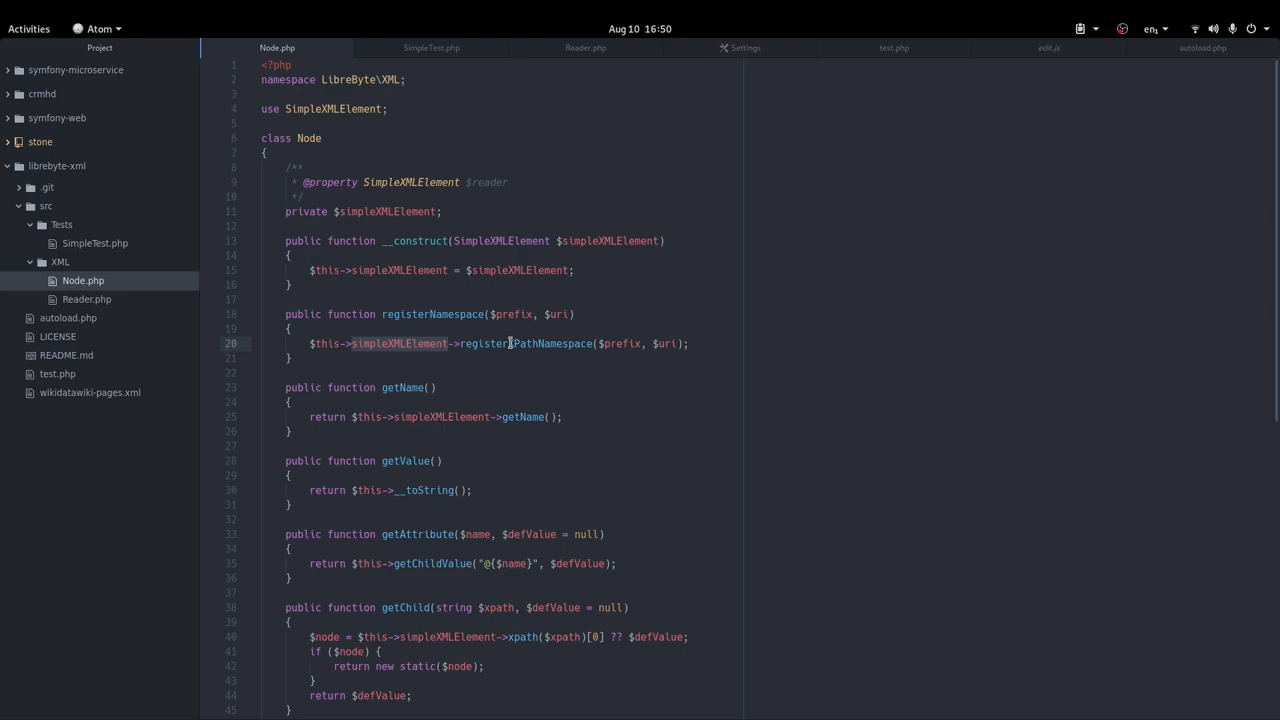 Activities
Atom
Aug 10 16:50
en₁
Project
Node.php
SimpleTest.php
Reader.php
Settings
test.php
edit.js
autoload.php
symfony-microservice
crmhd
symfony-web
stone
librebyte-xml
.git
src
Tests
SimpleTest.php
XML
Node.php
Reader.php
autoload.php
LICENSE
README.md
test.php
wikidatawiki-pages.xml
1 <?php
2 namespace LibreByte\XML;
3
4 use SimpleXMLElement;
5
6 class Node
7 {
8 /**
9 * @property SimpleXMLElement $reader
10 */
11 private $simpleXMLElement;
12
13 public function __construct(SimpleXMLElement $simpleXMLElement)
14 {
15 $this->simpleXMLElement = $simpleXMLElement;
16 }
17
18 public function registerNamespace($prefix, $uri)
19 {
20 $this->simpleXMLElement->registerXPathNamespace($prefix, $uri);
21 }
22
23 public function getName()
24 {
25 return $this->simpleXMLElement->getName();
26 }
27
28 public function getValue()
29 {
30 return $this->__toString();
31 }
32
33 public function getAttribute($name, $defValue = null)
34 {
35 return $this->getChildValue("@{$name}", $defValue);
36 }
37
38 public function getChild(string $xpath, $defValue = null)
39 {
40 $node = $this->simpleXMLElement->xpath($xpath)[0] ?? $defValue;
41 if ($node) {
42 return new static($node);
43 }
44 return $defValue;
45 }